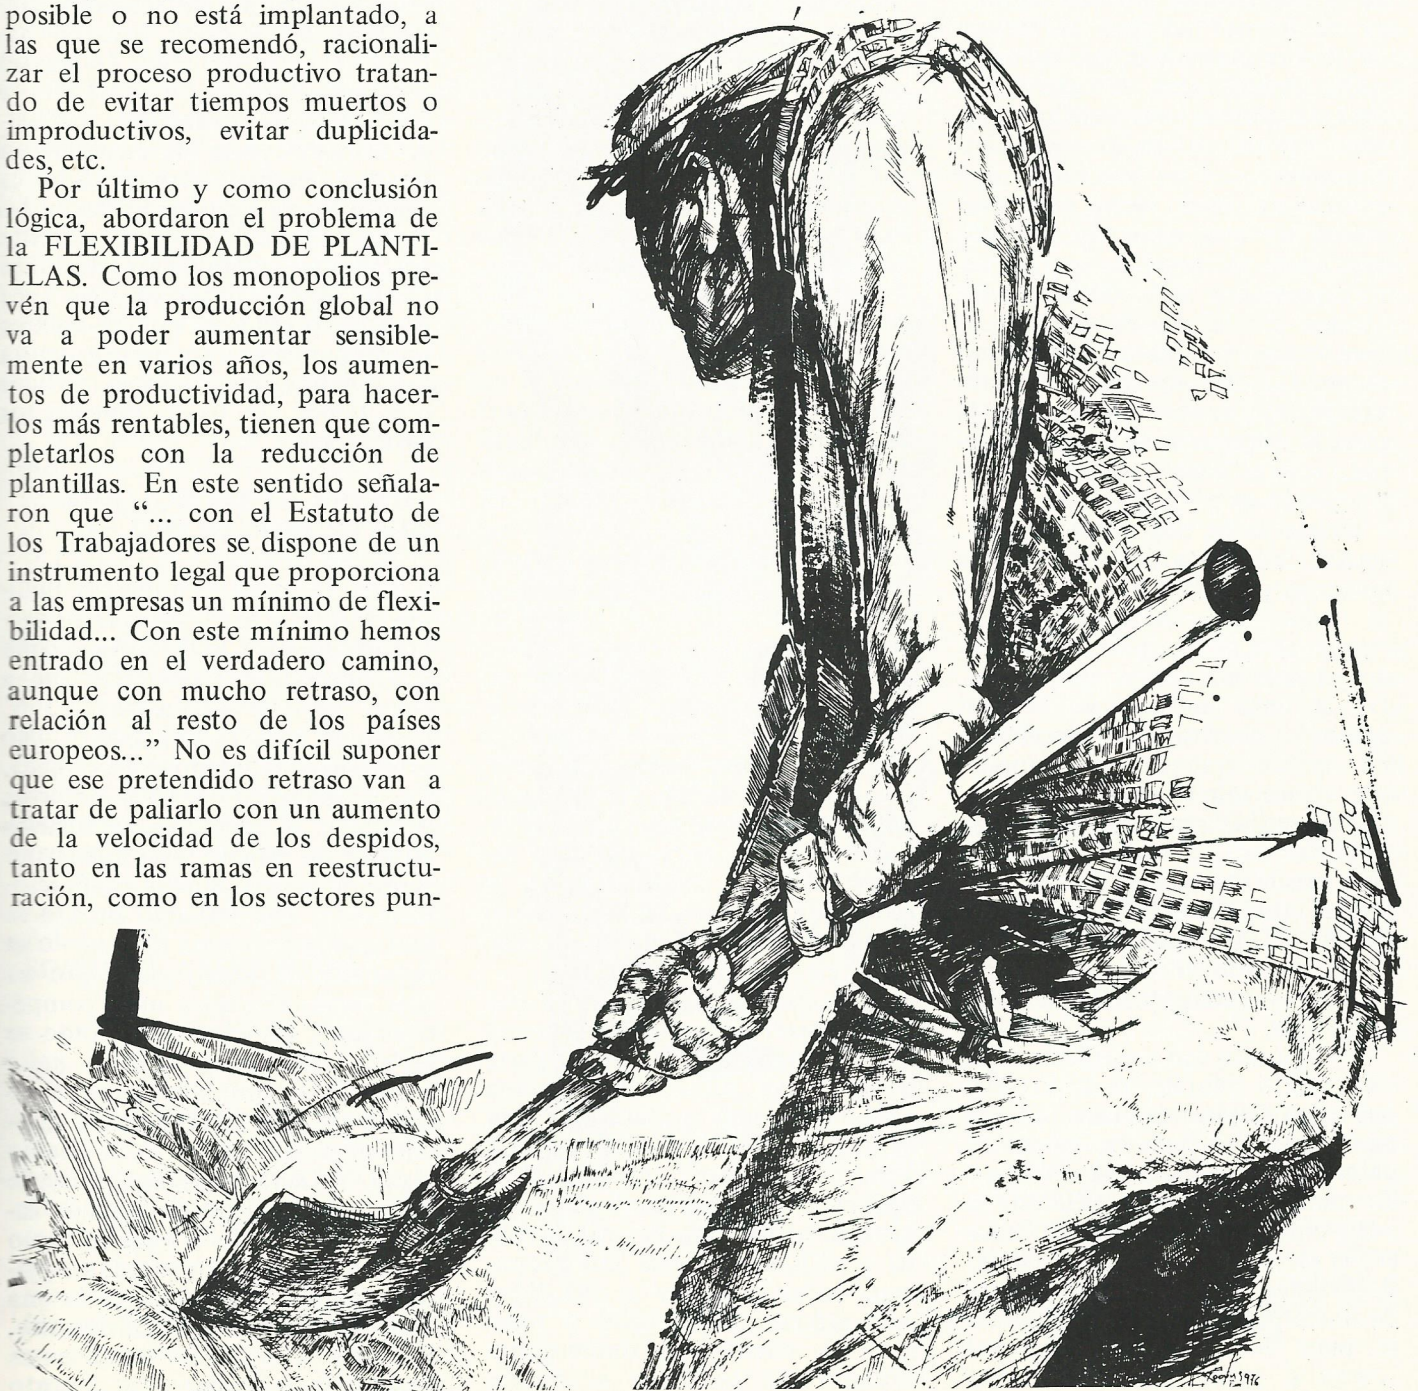 posible o no está implantado, a
las que se recomendó, racionali-
zar el proceso productivo tratan-
do de evitar tiempos muertos o
improductivos, evitar duplicida-
des, etc.
Por último y como conclusión
lógica, abordaron el problema de
la FLEXIBILIDAD DE PLANTI-
LLAS. Como los monopolios pre-
vén que la producción global no
va a poder aumentar sensible-
mente en varios años, los aumen-
tos de productividad, para hacer-
los más rentables, tienen que com-
pletarlos con la reducción de
plantillas. En este sentido señala-
ron que “... con el Estatuto de
los Trabajadores se dispone de un
instrumento legal que proporciona
a las empresas un mínimo de flexi-
bilidad... Con este mínimo hemos
entrado en el verdadero camino,
aunque con mucho retraso, con
relación al resto de los países
europeos...” No es difícil suponer
que ese pretendido retraso van a
tratar de paliarlo con un aumento
de la velocidad de los despidos,
tanto en las ramas en reestructu-
ración, como en los sectores pun-